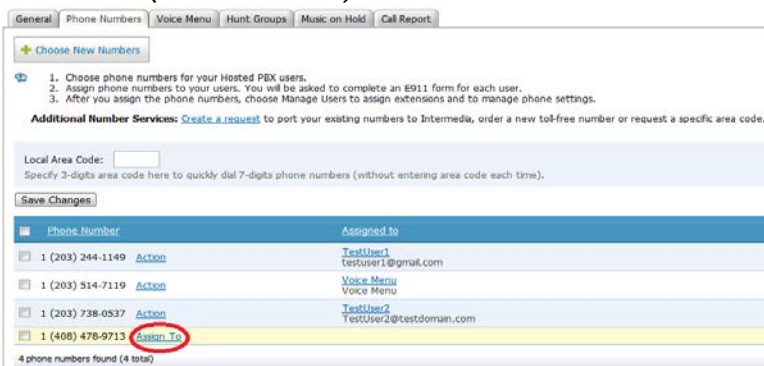 General Phone Numbers Voice Menu Hunt Groups Music on Hold Call Report
Choose New Numbers
1. Choose phone numbers for your Hosted PBX users.
2. Assign phone numbers to your users. You will be asked to complete an E911 form for each user.
3. After you assign the phone numbers, choose Manage Users to assign extensions and to manage phone settings.
Additional Number Services: Create a request to port your existing numbers to Intermedia, order a new toll-free number or request a specific area code.
Local Area Code:
Specify 3-digits area code here to quickly dial 7-digits phone numbers (without entering area code each time).
Save Changes
Phone Number Assigned to
1 (203) 244-1149 Action TestUser1
testuser1@gmail.com
1 (203) 514-7119 Action Voice Menu
Voice Menu
1 (203) 738-0537 Action TestUser2
TestUser2@testdomain.com
1 (408) 478-9713 Assign To
4 phone numbers found (4 total)